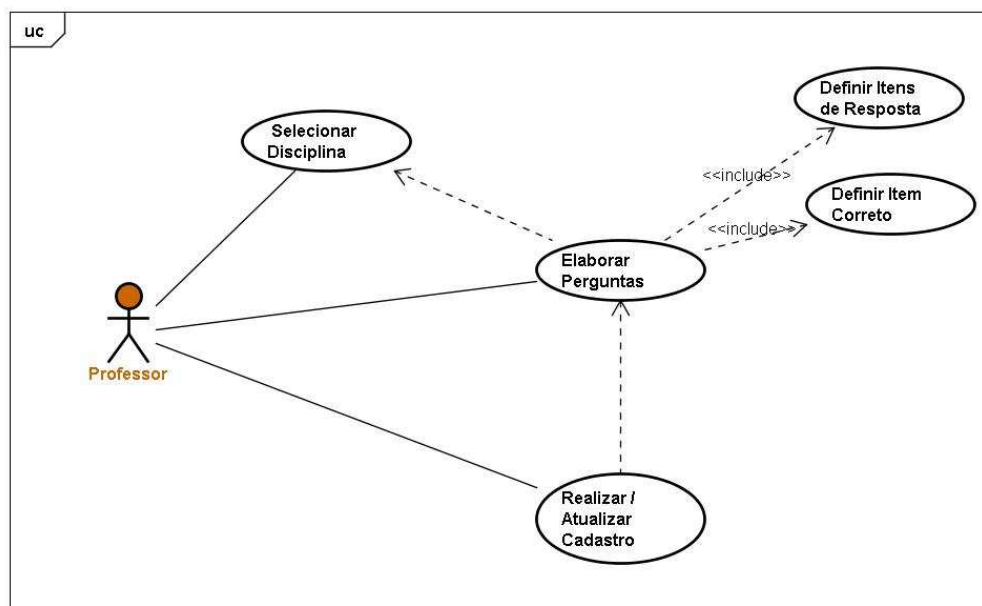 uc
Definir Itens
de Resposta
Selecionar
Disciplina
<<include>>
Definir Item
Correto
<<include>>
Elaborar
Perguntas
Professor
Realizar /
Atualizar
Cadastro